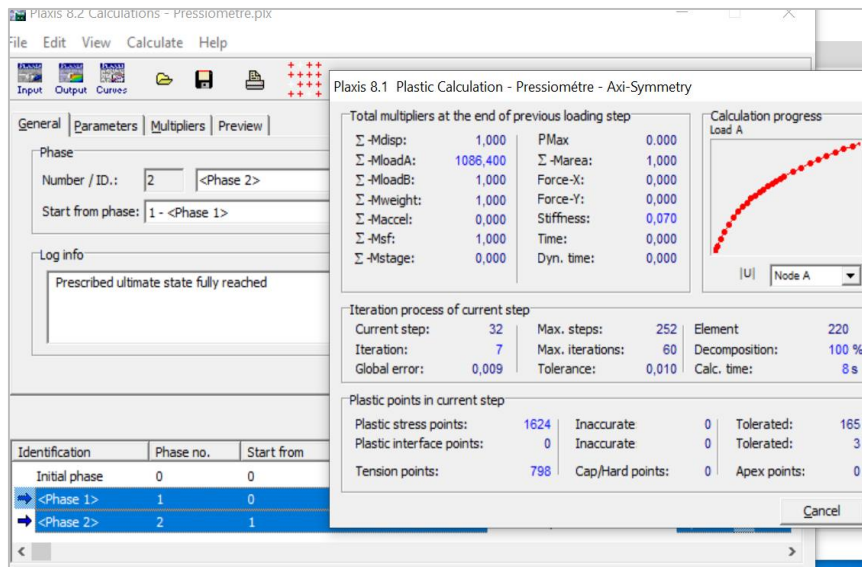 Plaxis 8.2 Calculations - Pressiometre.plx
File Edit View Calculate Help
Input Output Curves
General Parameters Multipliers Preview
Phase
Number / ID.: 2 <Phase 2>
Start from phase: 1 - <Phase 1>
Log info
Prescribed ultimate state fully reached
Identification Phase no. Start from
Initial phase 0 0
<Phase 1> 1 0
<Phase 2> 2 1
Plaxis 8.1 Plastic Calculation - Pressiométre - Axi-Symmetry
Total multipliers at the end of previous loading step
Σ -Mdisp: 1,000 PMax 0.000
Σ -MloadA: 1086,400 Σ -Marea: 1,000
Σ -MloadB: 1,000 Force-X: 0,000
Σ -Mweight: 1,000 Force-Y: 0,000
Σ -Maccel: 0,000 Stiffness: 0,070
Σ -Msf: 1,000 Time: 0,000
Σ -Mstage: 0,000 Dyn. time: 0,000
Calculation progress
Load A
|U| Node A
Iteration process of current step
Current step: 32 Max. steps: 252 Element 220
Iteration: 7 Max. iterations: 60 Decomposition: 100 %
Global error: 0,009 Tolerance: 0,010 Calc. time: 8 s
Plastic points in current step
Plastic stress points: 1624 Inaccurate 0 Tolerated: 165
Plastic interface points: 0 Inaccurate 0 Tolerated: 3
Tension points: 798 Cap/Hard points: 0 Apex points: 0
Cancel